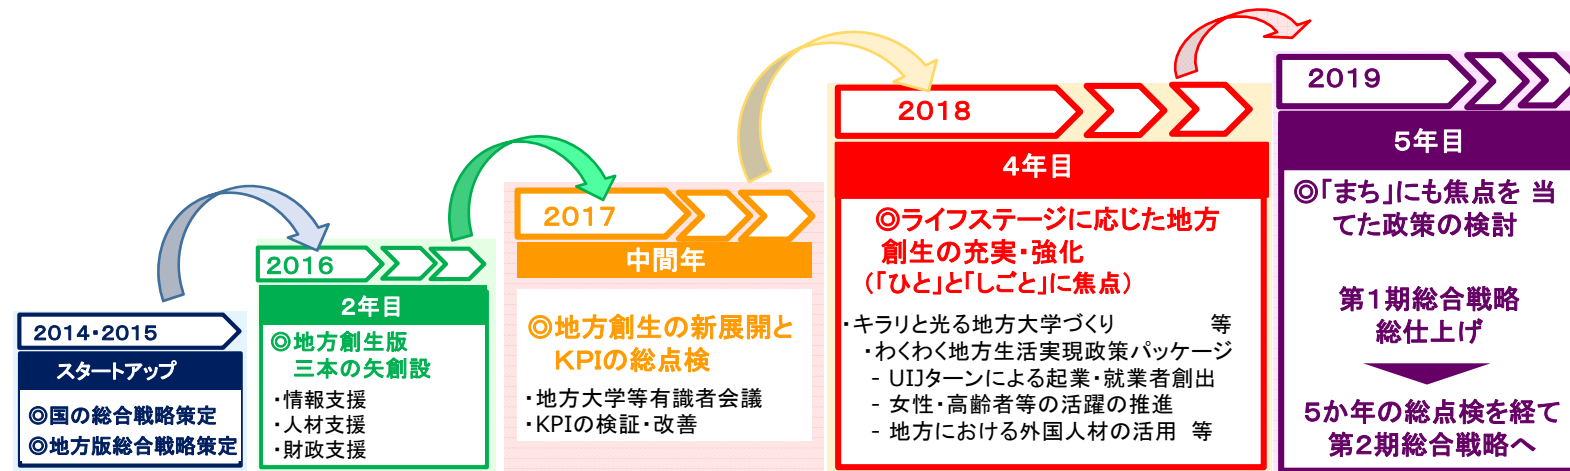 2014・2015
スタートアップ
◎国の総合戦略策定
◎地方版総合戦略策定
2016
2年目
◎地方創生版
三本の矢創設
・情報支援
・人材支援
・財政支援
2017
中間年
◎地方創生の新展開と
KPIの総点検
・地方大学等有識者会議
・KPIの検証・改善
2018
4年目
◎ライフステージに応じた地方
創生の充実・強化
(「ひと」と「しごと」に焦点)
・キラリと光る地方大学づくり 等
・わくわく地方生活実現政策パッケージ
- UIJターンによる起業・就業者創出
- 女性・高齢者等の活躍の推進
- 地方における外国人材の活用 等
2019
5年目
◎「まち」にも焦点を 当
てた政策の検討
第1期総合戦略
総仕上げ
5か年の総点検を経て
第2期総合戦略へ